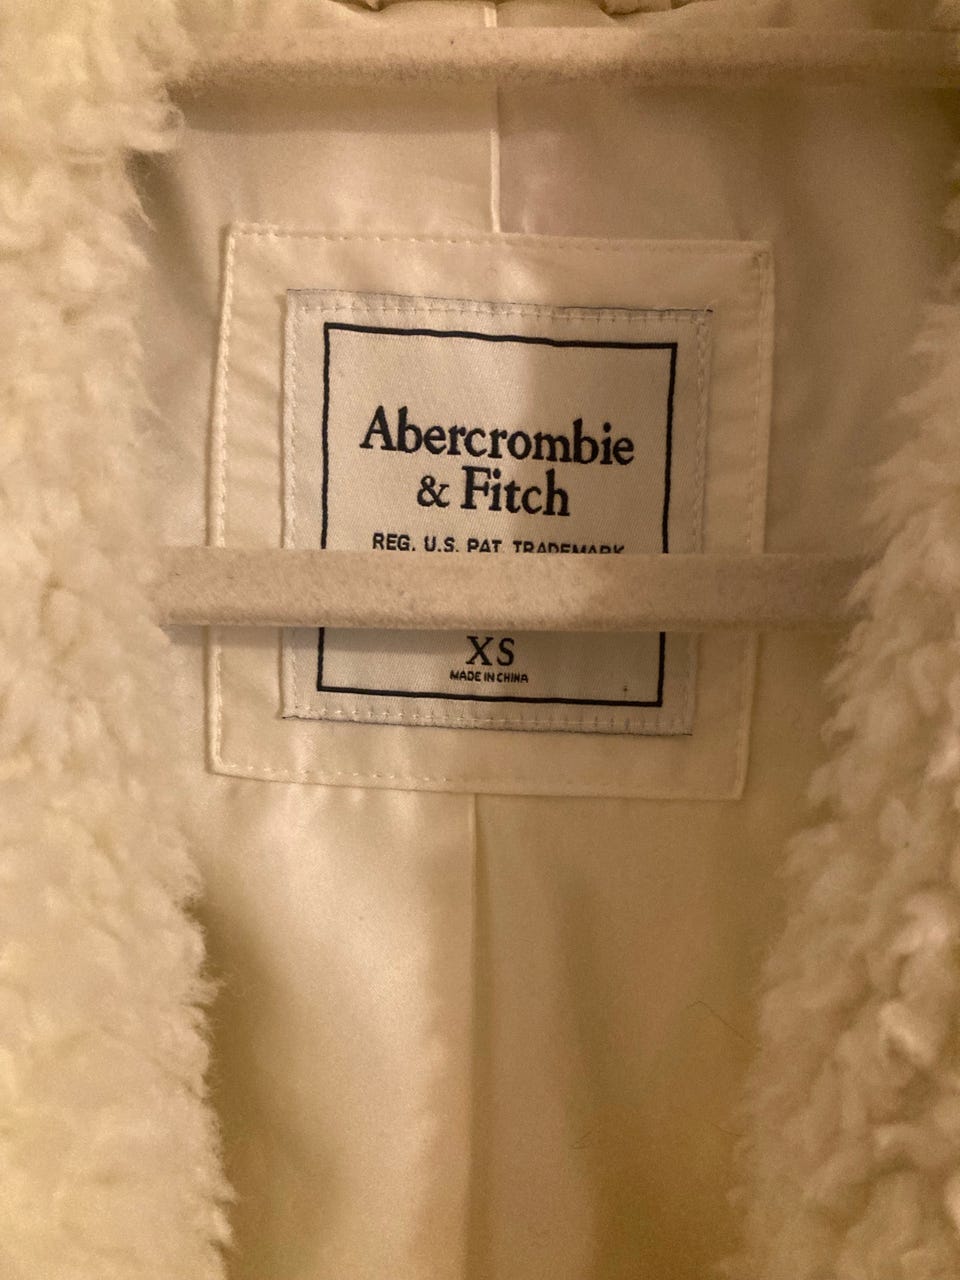 Abercrombie
& Fitch
REG. U.S. PAT. TRADEMARK
XS
MADE IN CHINA